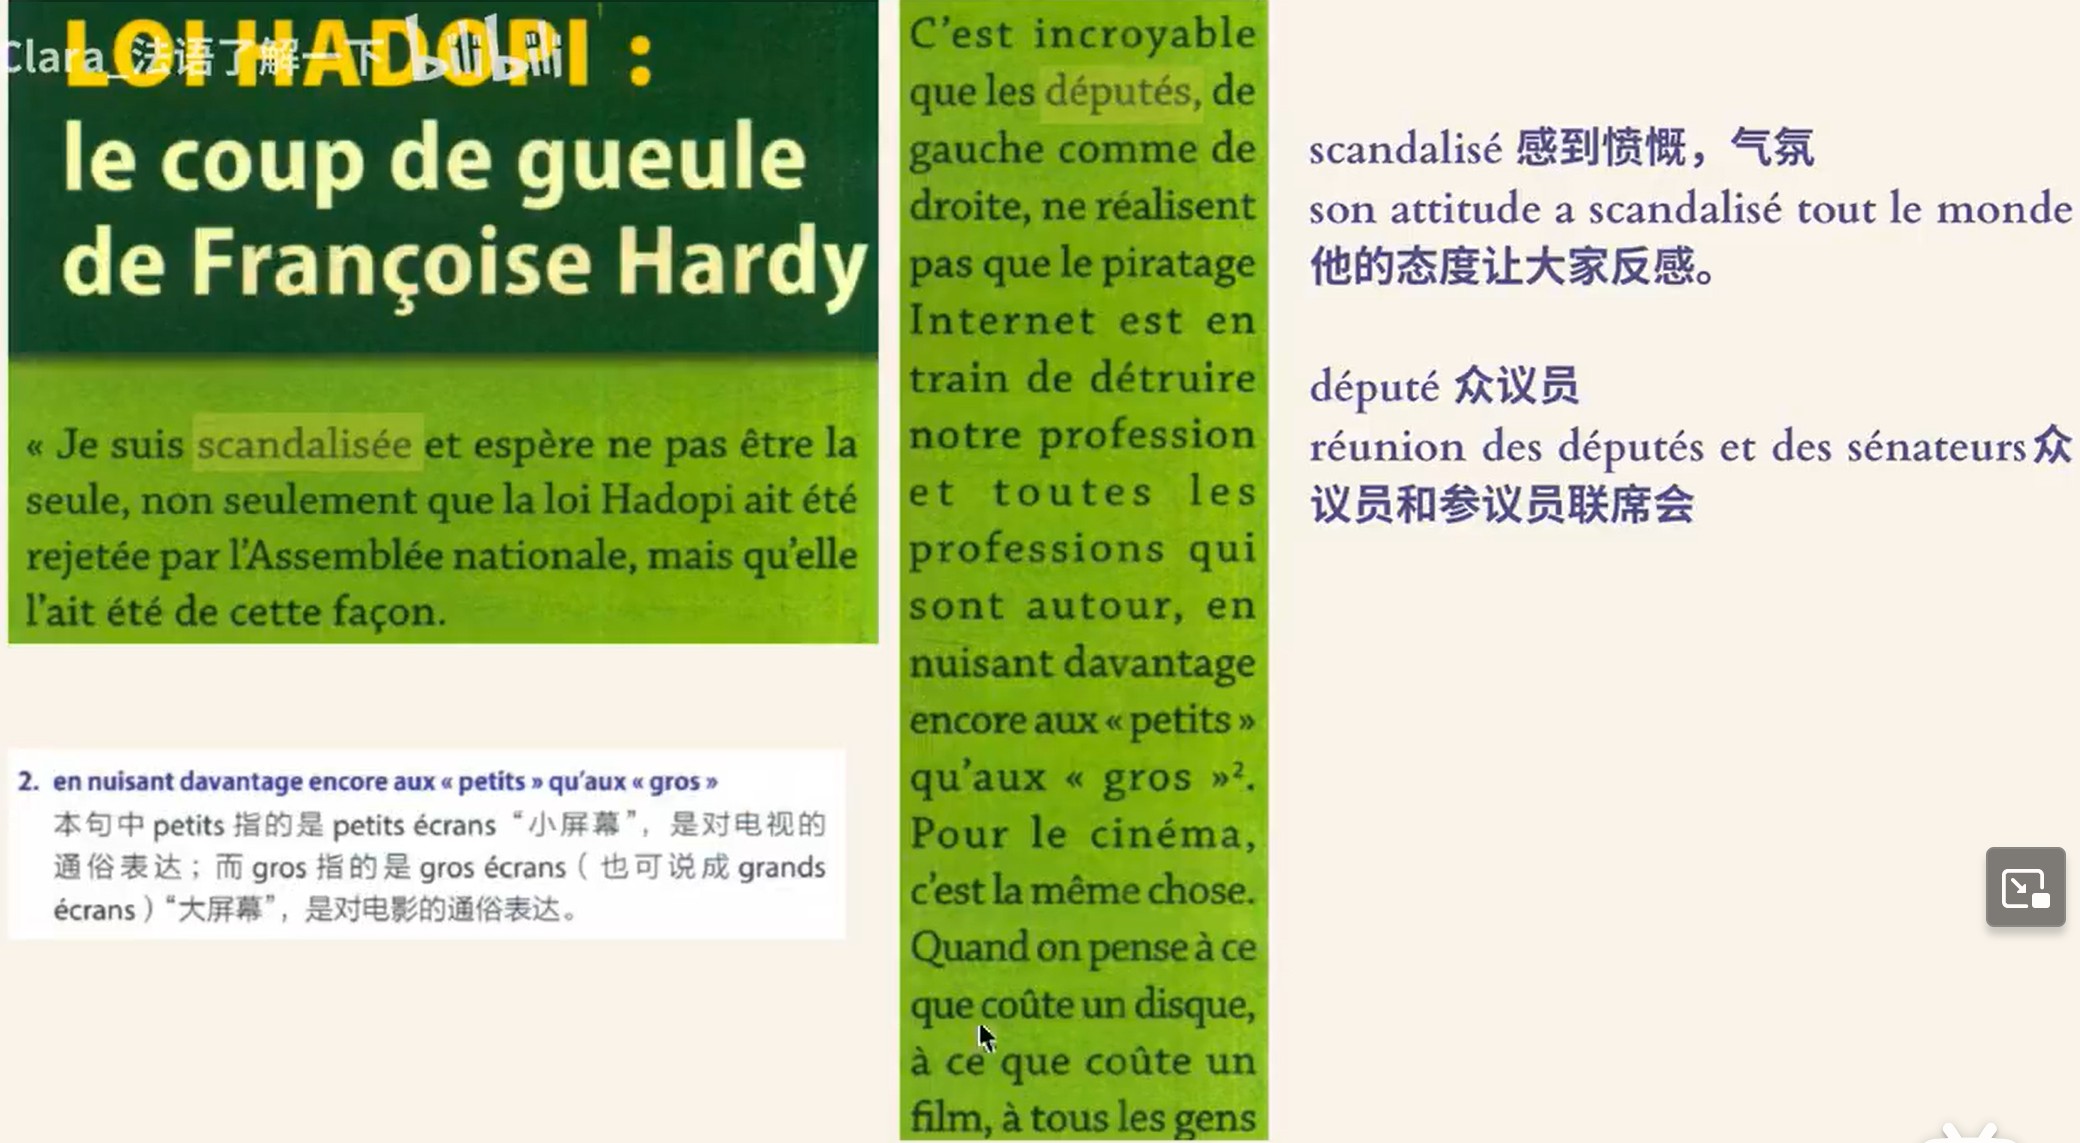 Clara_法语了解一下 bilibili
LOI HADOPI :
le coup de gueule
de Françoise Hardy
« Je suis scandalisée et espère ne pas être la
seule, non seulement que la loi Hadopi ait été
rejetée par l’Assemblée nationale, mais qu’elle
l’ait été de cette façon.
2. en nuisant davantage encore aux « petits » qu’aux « gros »
本句中 petits 指的是 petits écrans “小屏幕”，是对电视的
通俗表达；而 gros 指的是 gros écrans（也可说成 grands
écrans）“大屏幕”，是对电影的通俗表达。
C’est incroyable
que les députés, de
gauche comme de
droite, ne réalisent
pas que le piratage
Internet est en
train de détruire
notre profession
et toutes les
professions qui
sont autour, en
nuisant davantage
encore aux « petits »
qu’aux « gros »².
Pour le cinéma,
c’est la même chose.
Quand on pense à ce
que coûte un disque,
à ce que coûte un
film, à tous les gens
scandalisé 感到愤慨，气氛
son attitude a scandalisé tout le monde
他的态度让大家反感。
député 众议员
réunion des députés et des sénateurs众
议员和参议员联席会